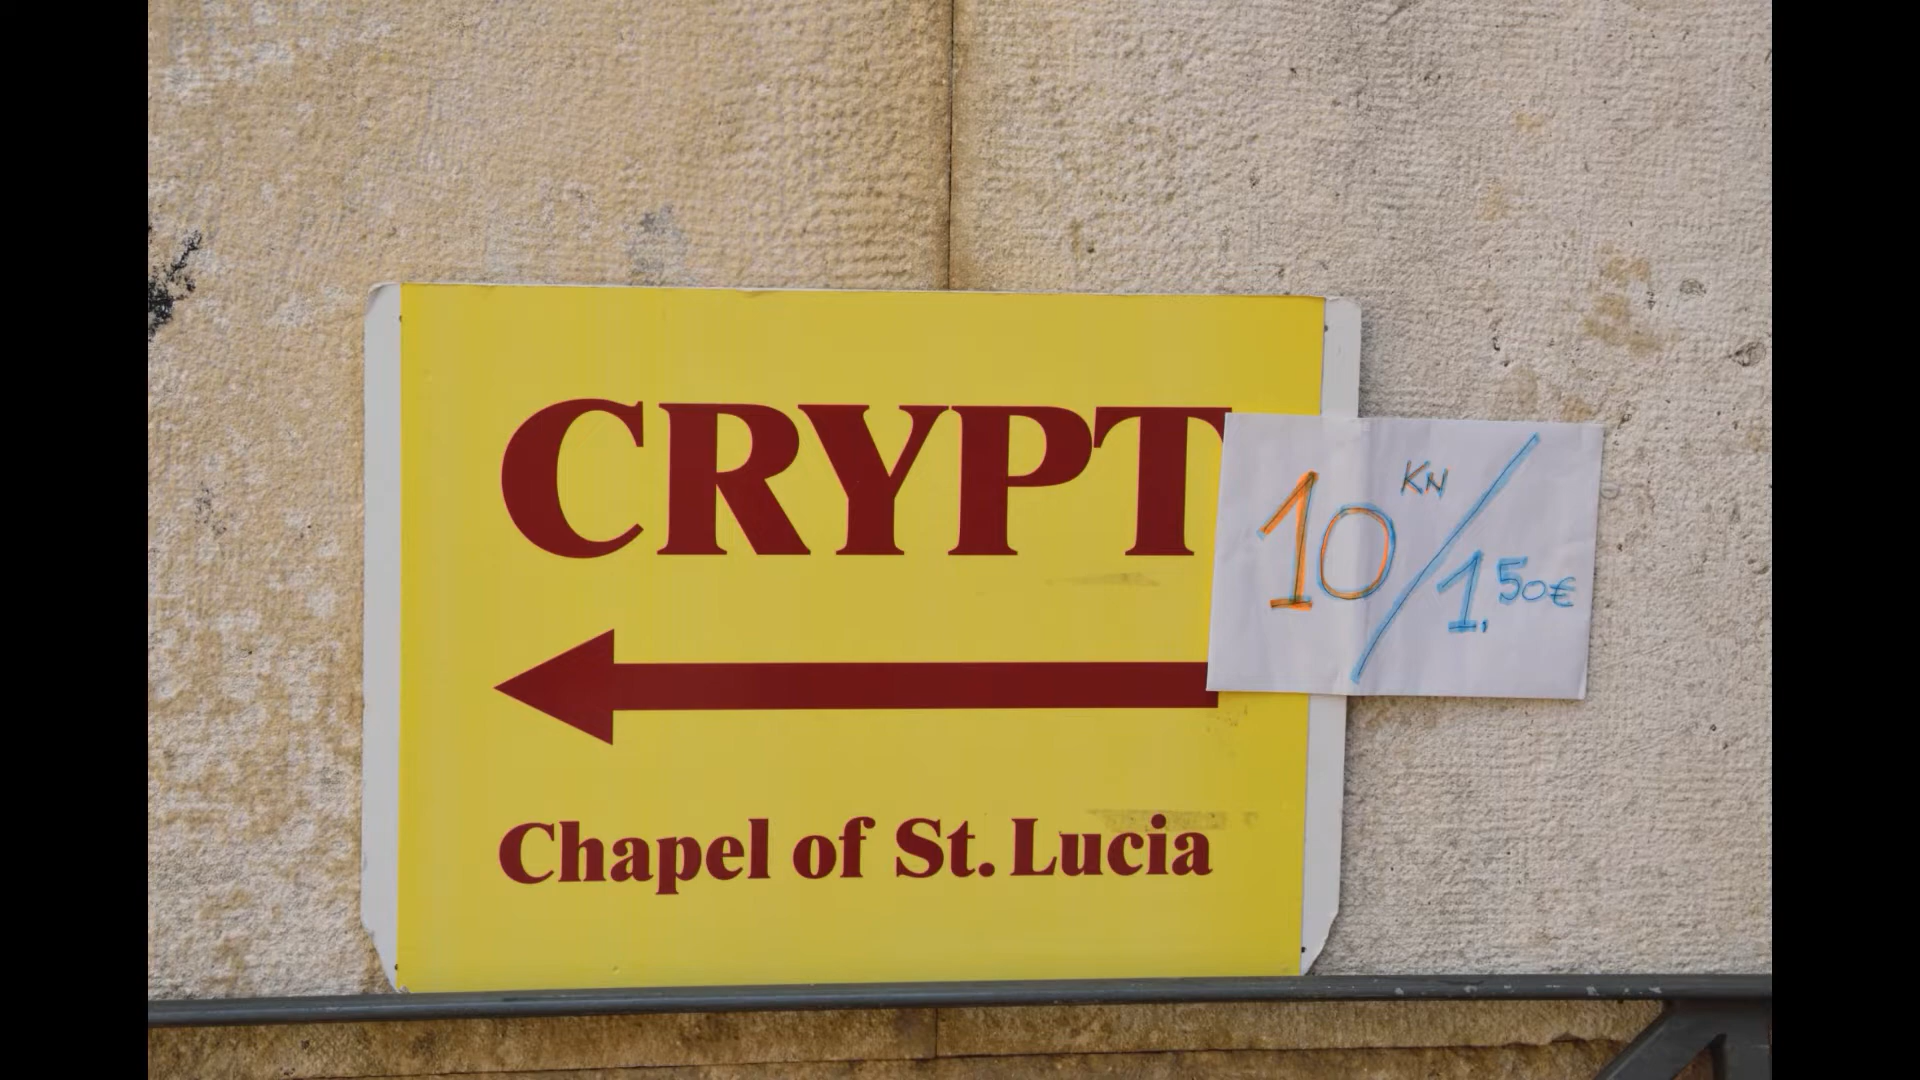 CRYPT
10 KN / 1.50€
Chapel of St. Lucia